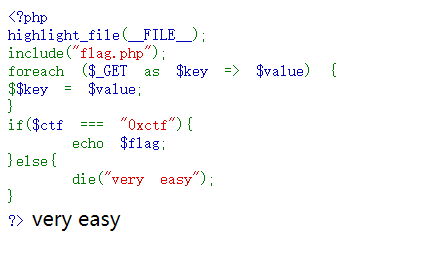 <?php
highlight_file(__FILE__);
include("flag.php");
foreach ($_GET as $key => $value) {
$$key = $value;
}
if($ctf === "0xctf"){
echo $flag;
}else{
die("very easy");
}
?> very easy